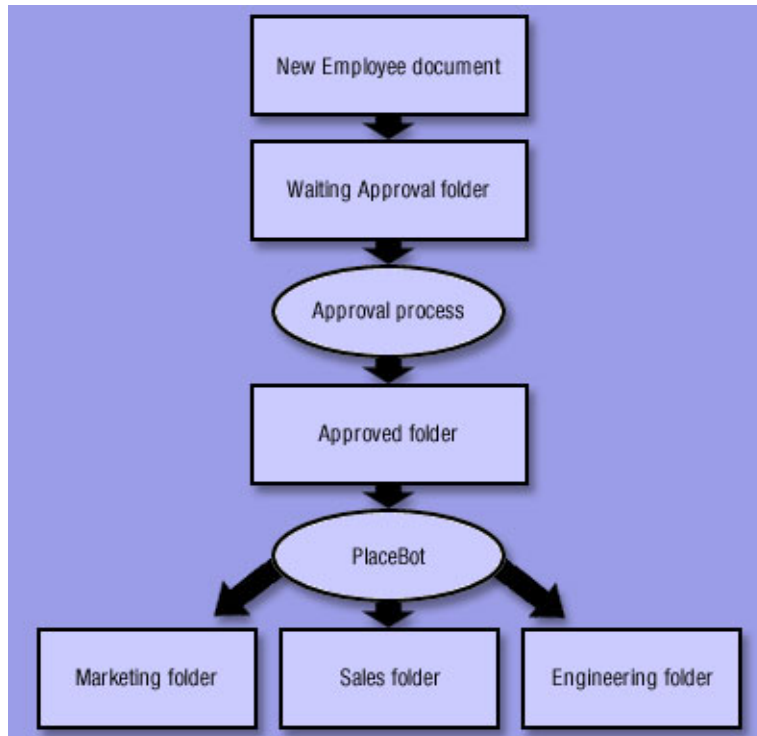 New Employee document
Waiting Approval folder
Approval process
Approved folder
PlaceBot
Marketing folder
Sales folder
Engineering folder